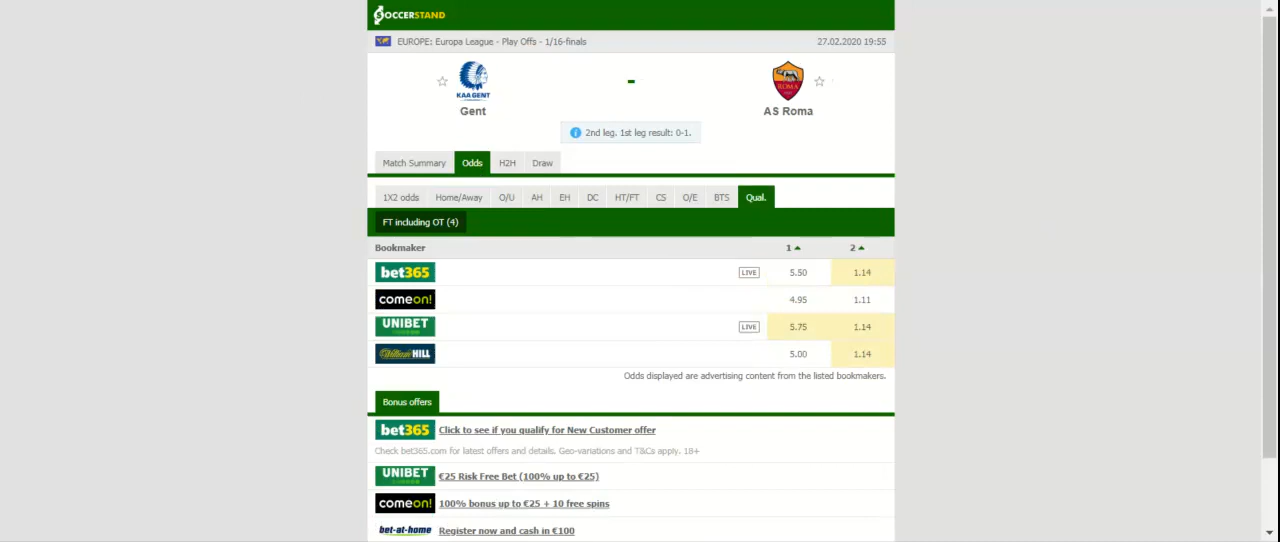 SOCCERSTAND
EUROPE: Europa League - Play Offs - 1/16-finals 27.02.2020 19:55
KAA GENT ROMA
Gent - AS Roma
2nd leg. 1st leg result: 0-1.
Match Summary Odds H2H Draw
1X2 odds Home/Away O/U AH EH DC HT/FT CS O/E BTS Qual.
FT including OT (4)
Bookmaker 1 2
bet365 LIVE 5.50 1.14
comeon! 4.95 1.11
UNIBET LIVE 5.75 1.14
William HILL 5.00 1.14
Odds displayed are advertising content from the listed bookmakers.
Bonus offers
bet365 Click to see if you qualify for New Customer offer
Check bet365.com for latest offers and details. Geo-variations and T&Cs apply. 18+
UNIBET €25 Risk Free Bet (100% up to €25)
comeon! 100% bonus up to €25 + 10 free spins
bet-at-home Register now and cash in €100